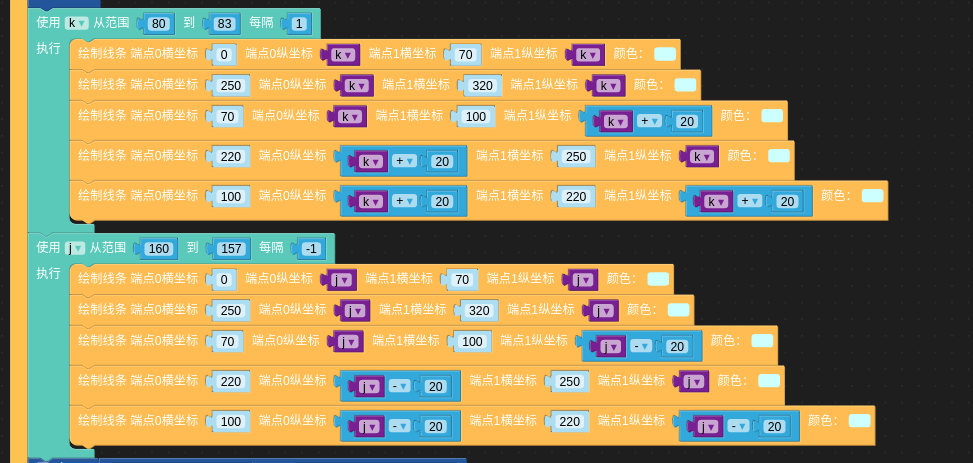 使用 k 从范围 80 到 83 每隔 1
执行 绘制线条 端点0横坐标 0 端点0纵坐标 k 端点1横坐标 70 端点1纵坐标 k 颜色：
绘制线条 端点0横坐标 250 端点0纵坐标 k 端点1横坐标 320 端点1纵坐标 k 颜色：
绘制线条 端点0横坐标 70 端点0纵坐标 k 端点1横坐标 100 端点1纵坐标 k + 20 颜色：
绘制线条 端点0横坐标 220 端点0纵坐标 k + 20 端点1横坐标 250 端点1纵坐标 k 颜色：
绘制线条 端点0横坐标 100 端点0纵坐标 k + 20 端点1横坐标 220 端点1纵坐标 k + 20 颜色：
使用 j 从范围 160 到 157 每隔 -1
执行 绘制线条 端点0横坐标 0 端点0纵坐标 j 端点1横坐标 70 端点1纵坐标 j 颜色：
绘制线条 端点0横坐标 250 端点0纵坐标 j 端点1横坐标 320 端点1纵坐标 j 颜色：
绘制线条 端点0横坐标 70 端点0纵坐标 j 端点1横坐标 100 端点1纵坐标 j - 20 颜色：
绘制线条 端点0横坐标 220 端点0纵坐标 j - 20 端点1横坐标 250 端点1纵坐标 j 颜色：
绘制线条 端点0横坐标 100 端点0纵坐标 j - 20 端点1横坐标 220 端点1纵坐标 j - 20 颜色：